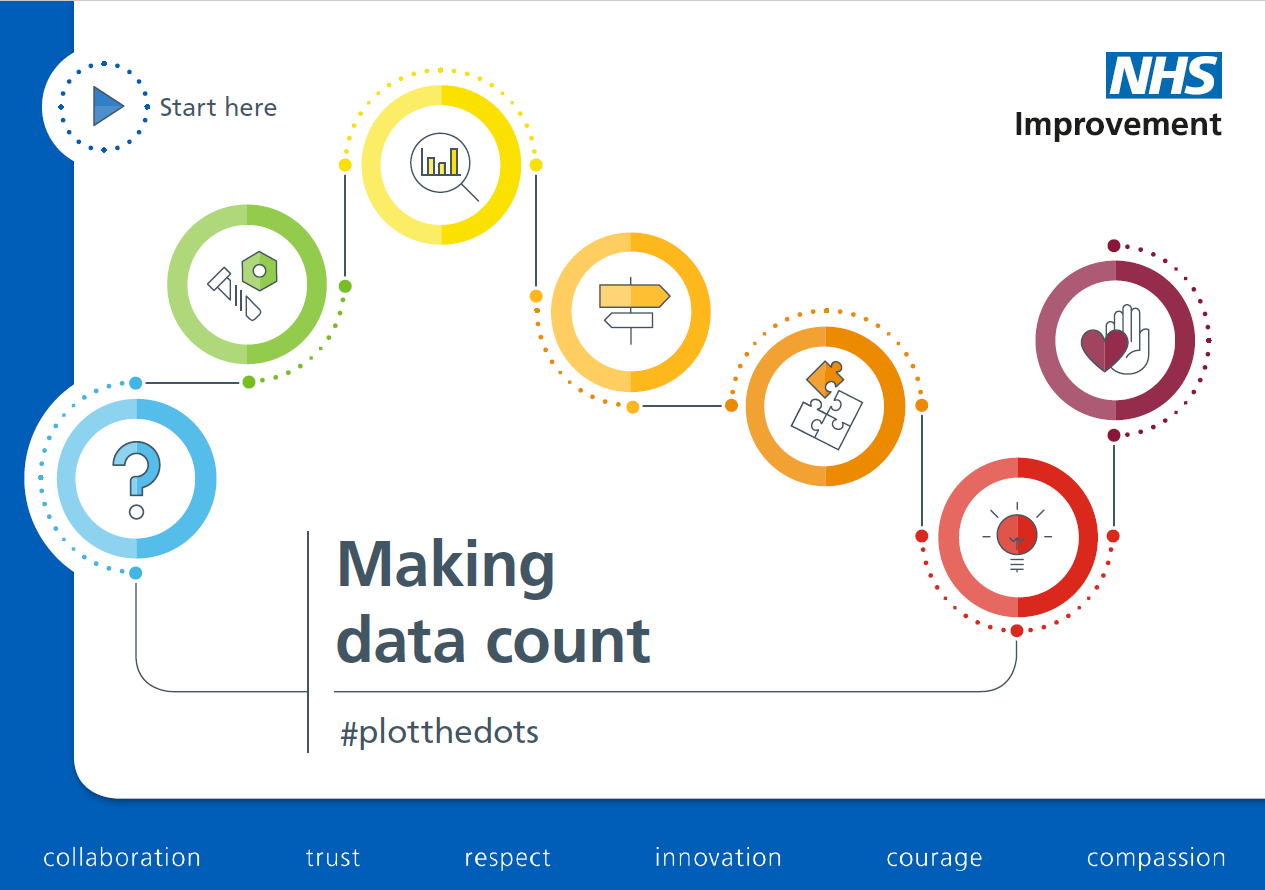 Start here
NHS
Improvement
Making
data count
#plotthedots
collaboration trust respect innovation courage compassion